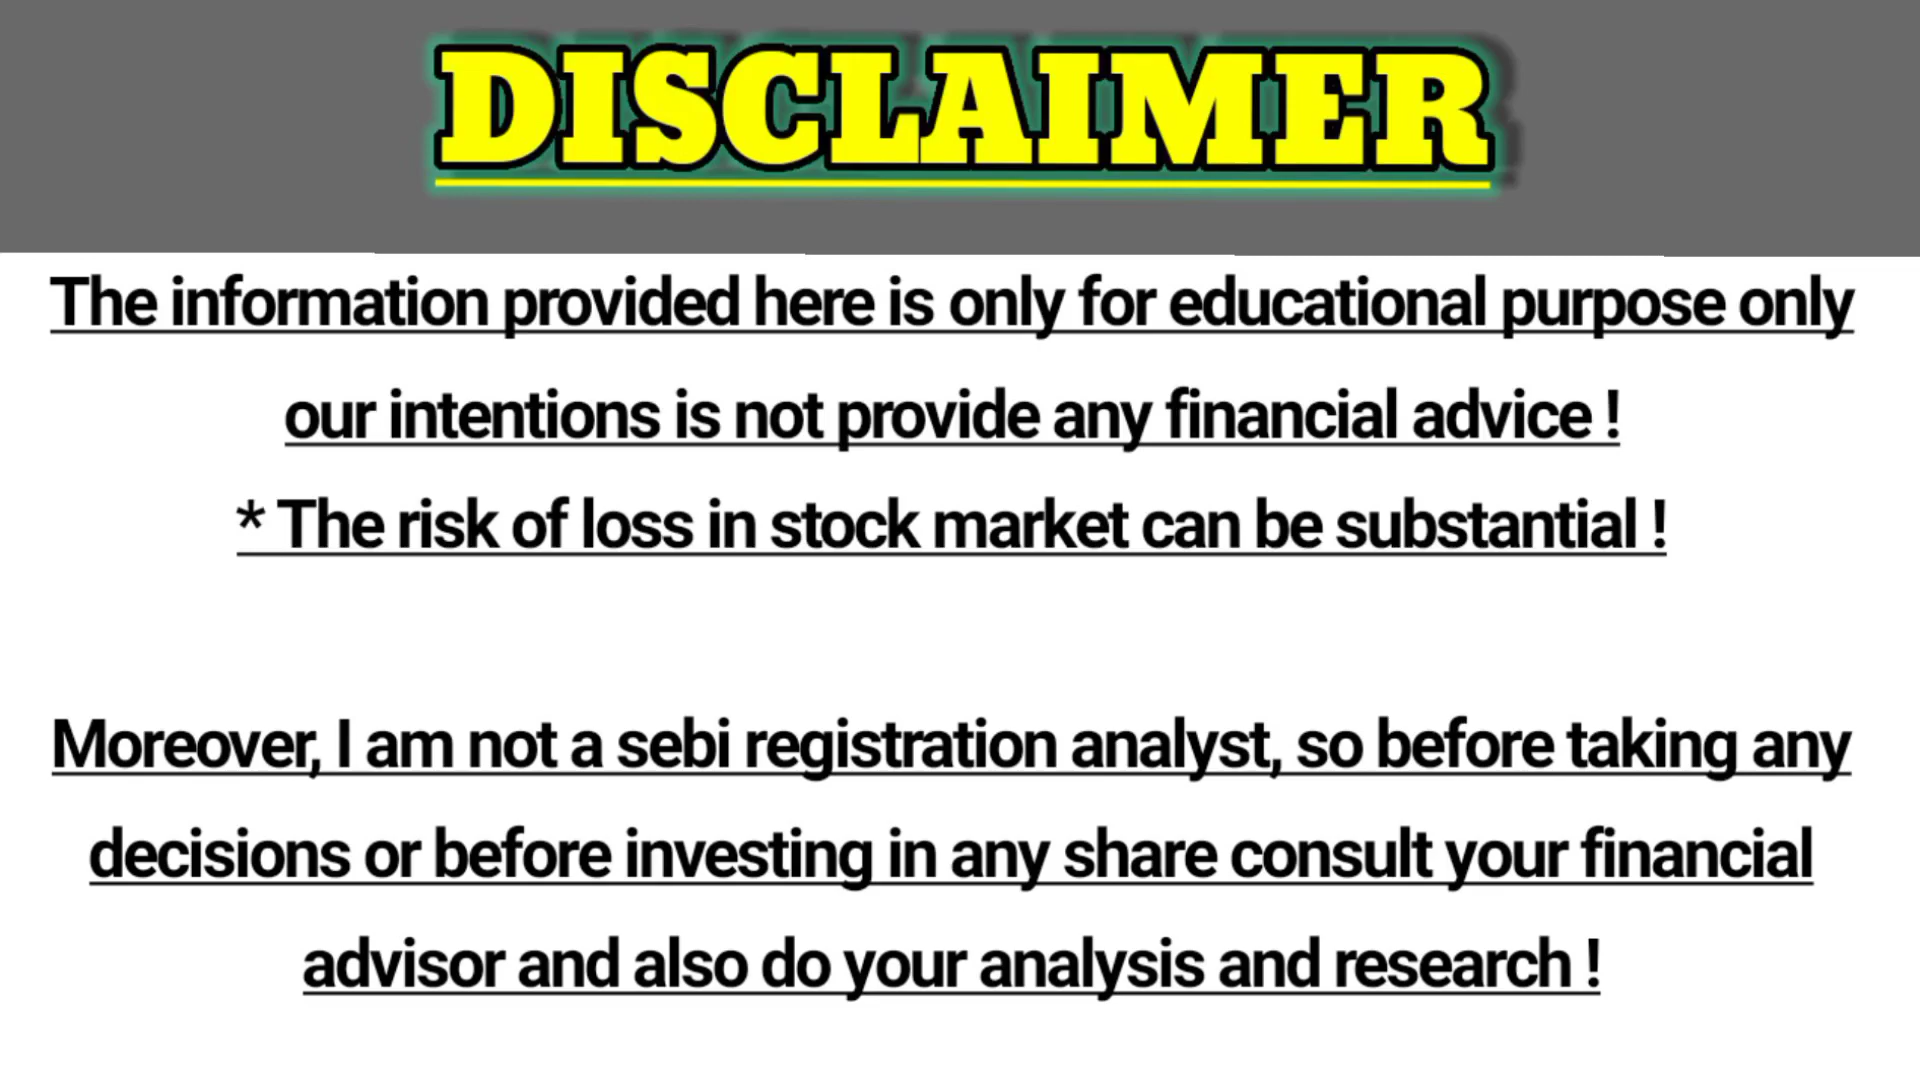 DISCLAIMER
The information provided here is only for educational purpose only
our intentions is not provide any financial advice !
* The risk of loss in stock market can be substantial !
Moreover, I am not a sebi registration analyst, so before taking any
decisions or before investing in any share consult your financial
advisor and also do your analysis and research !